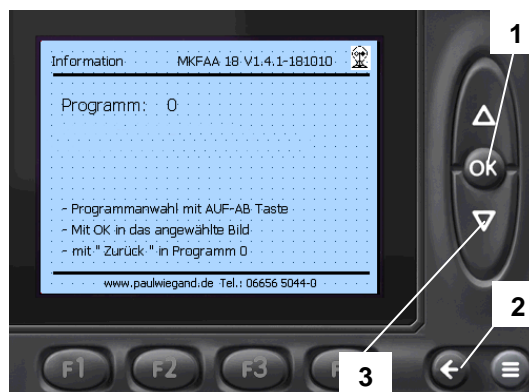 Information MKFAA 18 V1.4.1-181010
Programm: 0
- Programmanwahl mit AUF-AB Taste
- Mit OK in das angewählte Bild
- mit " Zurück " in Programm 0
www.paulwiegand.de Tel.: 06656 5044-0
OK
F1 F2 F3 F
1
2
3